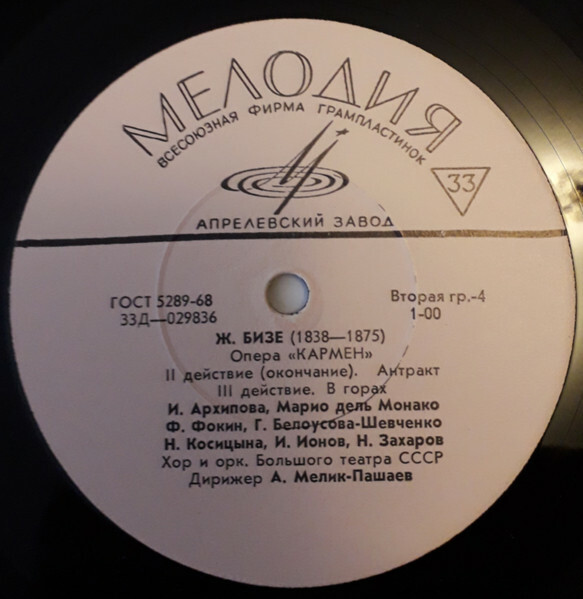 МЕЛОДИЯ
ВСЕСОЮЗНАЯ ФИРМА ГРАМПЛАСТИНОК
33
АПРЕЛЕВСКИЙ ЗАВОД
ГОСТ 5289-68 Вторая гр.-4
33Д—029836 1-00
Ж. БИЗЕ (1838—1875)
Опера «КАРМЕН»
II действие (окончание). Антракт
III действие. В горах
И. Архипова, Марио дель Монако
Ф. Фокин, Г. Белоусова-Шевченко
Н. Косицына, И. Ионов, Н. Захаров
Хор и орк. Большого театра СССР
Дирижер А. Мелик-Пашаев